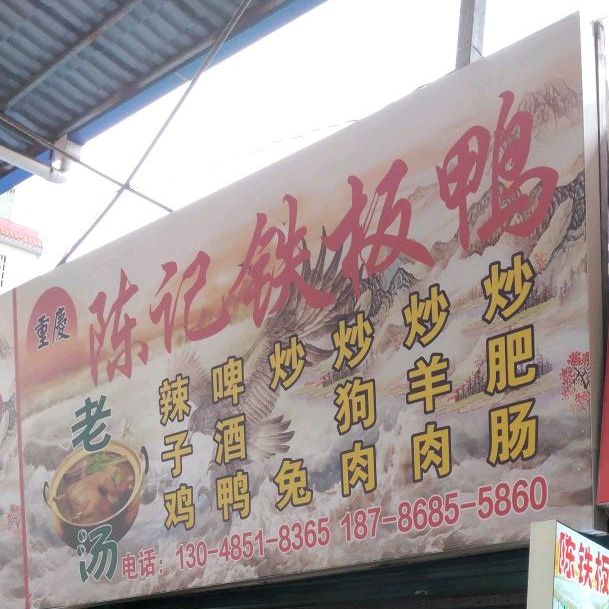 重慶
陈记铁板鸭
老汤
辣子鸡
啤酒鸭
炒兔
炒狗肉
炒羊肉
炒肥肠
电话：130-4851-8365 187-8685-5860
陈铁板